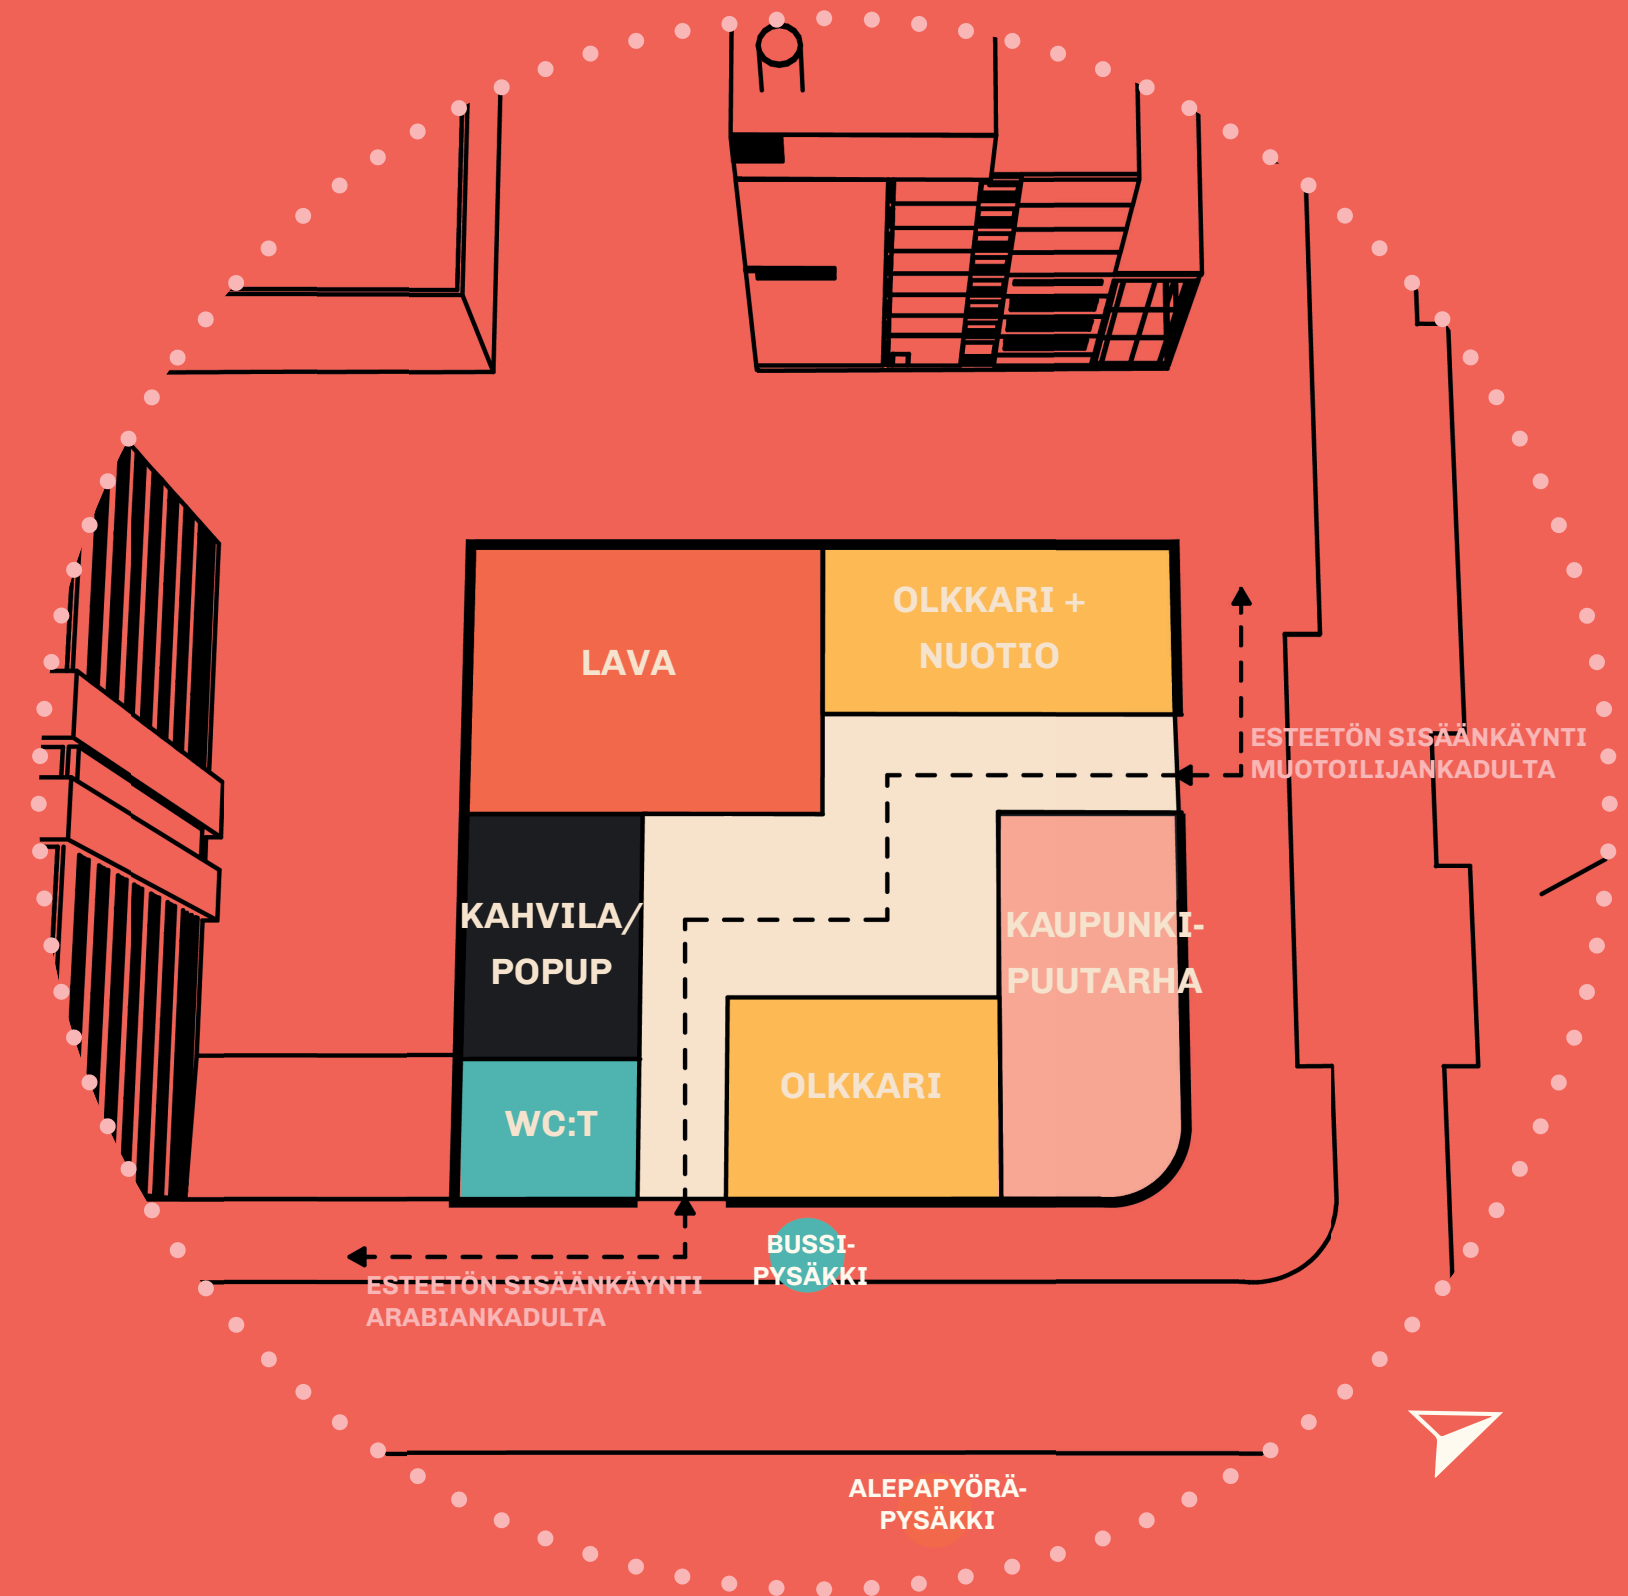 OLKKARI +
NUOTIO
LAVA
ESTEETÖN SISÄÄNKÄYNTI
MUOTOILIJANKADULTA
KAHVILA/
POPUP
KAUPUNKI-
PUUTARHA
OLKKARI
WC:T
BUSSI-
PYSÄKKI
ESTEETÖN SISÄÄNKÄYNTI
ARABIANKADULTA
ALEPAPYÖRÄ-
PYSÄKKI